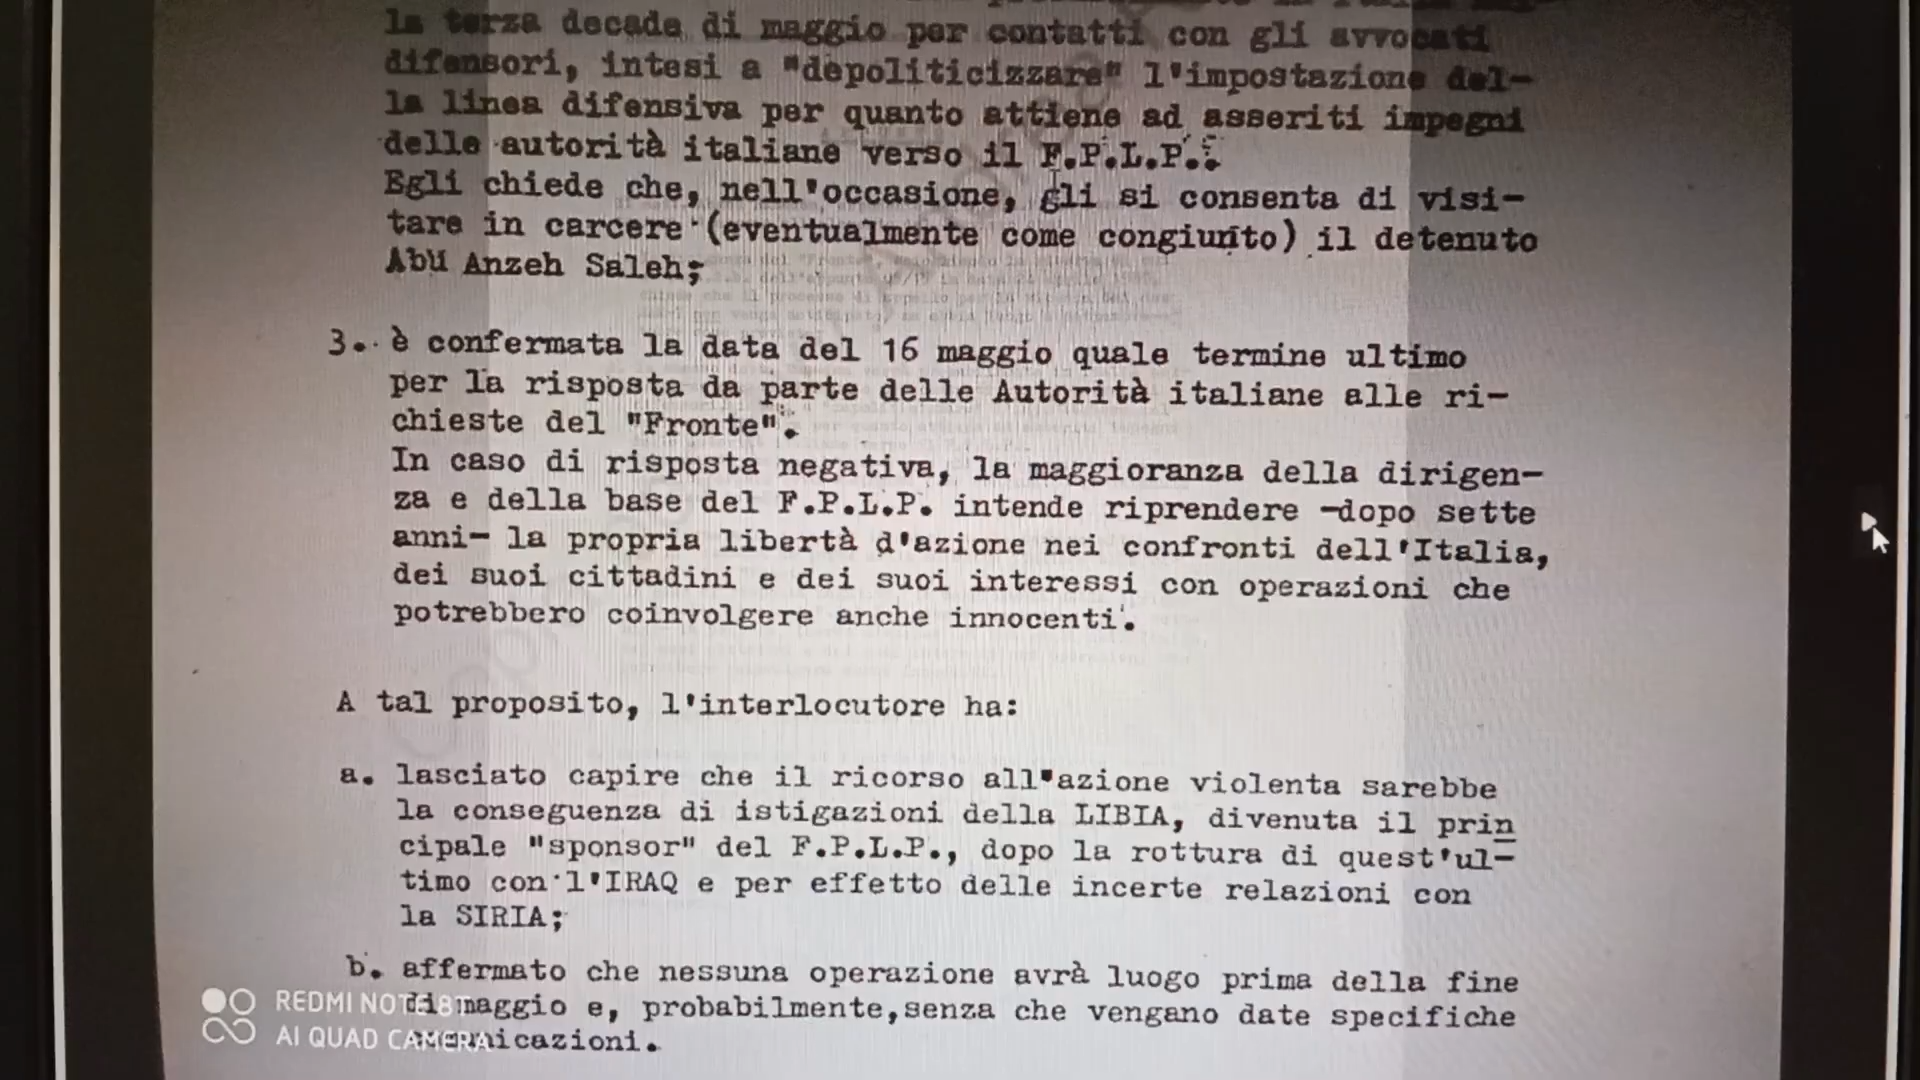 la terza decade di maggio per contatti con gli avvocati
difensori, intesi a "depoliticizzare" l'impostazione del-
la linea difensiva per quanto attiene ad asseriti impegni
delle autorità italiane verso il F.P.L.P..
Egli chiede che, nell'occasione, gli si consenta di visi-
tare in carcere (eventualmente come congiunto) il detenuto
Abu Anzeh Saleh;
3. è confermata la data del 16 maggio quale termine ultimo
per la risposta da parte delle Autorità italiane alle ri-
chieste del "Fronte".
In caso di risposta negativa, la maggioranza della dirigen-
za e della base del F.P.L.P. intende riprendere -dopo sette
anni- la propria libertà d'azione nei confronti dell'Italia,
dei suoi cittadini e dei suoi interessi con operazioni che
potrebbero coinvolgere anche innocenti.
A tal proposito, l'interlocutore ha:
a. lasciato capire che il ricorso all'azione violenta sarebbe
la conseguenza di istigazioni della LIBIA, divenuta il prin
cipale "sponsor" del F.P.L.P., dopo la rottura di quest'ul-
timo con l'IRAQ e per effetto delle incerte relazioni con
la SIRIA;
b. affermato che nessuna operazione avrà luogo prima della fine
di maggio e, probabilmente, senza che vengano date specifiche
comunicazioni.
REDMI NOTE 8T
AI QUAD CAMERA